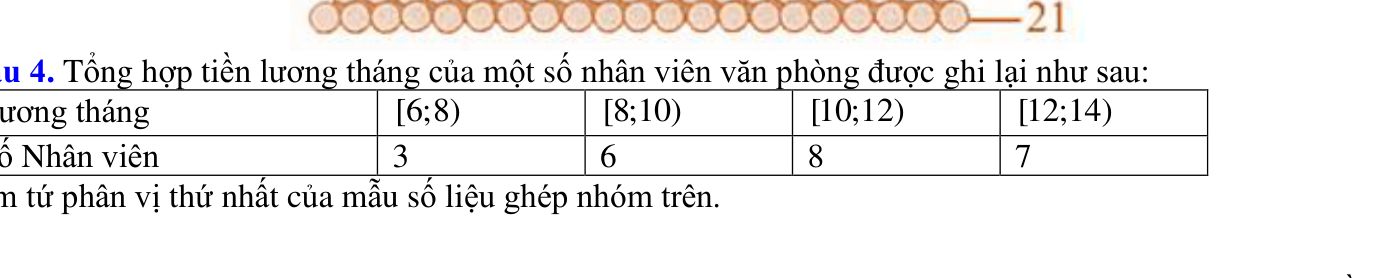 21
u 4. Tổng hợp tiền lương tháng của một số nhân viên văn phòng được ghi lại như sau:
ương tháng [6;8) [8;10) [10;12) [12;14)
ố Nhân viên 3 6 8 7
m tứ phân vị thứ nhất của mẫu số liệu ghép nhóm trên.